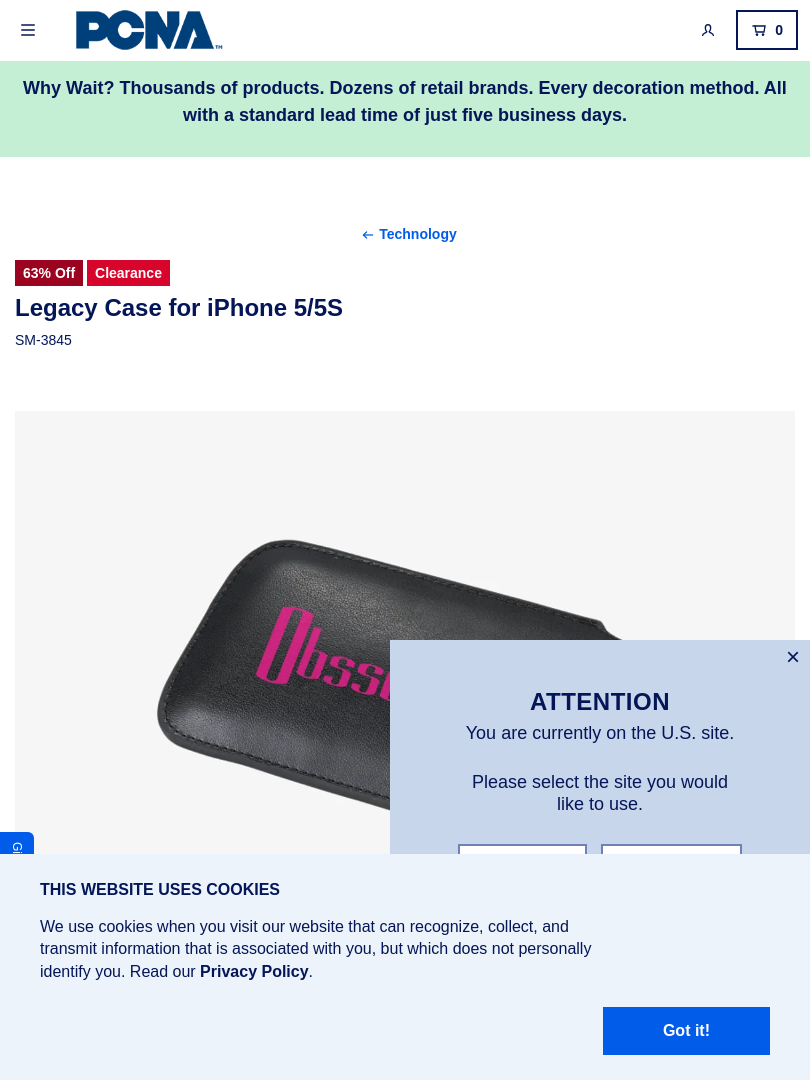 PCNA™
0
Why Wait? Thousands of products. Dozens of retail brands. Every decoration method. All
with a standard lead time of just five business days.
Technology
63% Off
Clearance
Legacy Case for iPhone 5/5S
SM-3845
ATTENTION
You are currently on the U.S. site.
Please select the site you would
like to use.
THIS WEBSITE USES COOKIES
We use cookies when you visit our website that can recognize, collect, and
transmit information that is associated with you, but which does not personally
identify you. Read our Privacy Policy.
Got it!